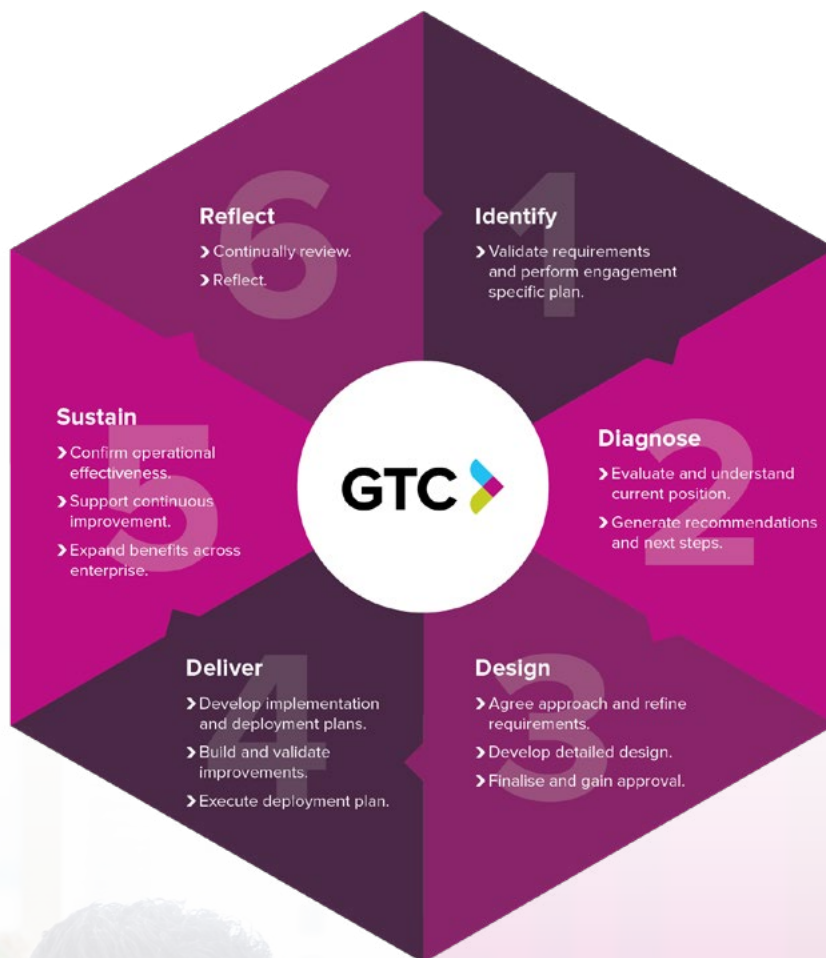 1
Identify
❯ Validate requirements
and perform engagement
specific plan.
2
Diagnose
❯ Evaluate and understand
current position.
❯ Generate recommendations
and next steps.
3
Design
❯ Agree approach and refine
requirements.
❯ Develop detailed design.
❯ Finalise and gain approval.
4
Deliver
❯ Develop implementation
and deployment plans.
❯ Build and validate
improvements.
❯ Execute deployment plan.
5
Sustain
❯ Confirm operational
effectiveness.
❯ Support continuous
improvement.
❯ Expand benefits across
enterprise.
6
Reflect
❯ Continually review.
❯ Reflect.
GTC